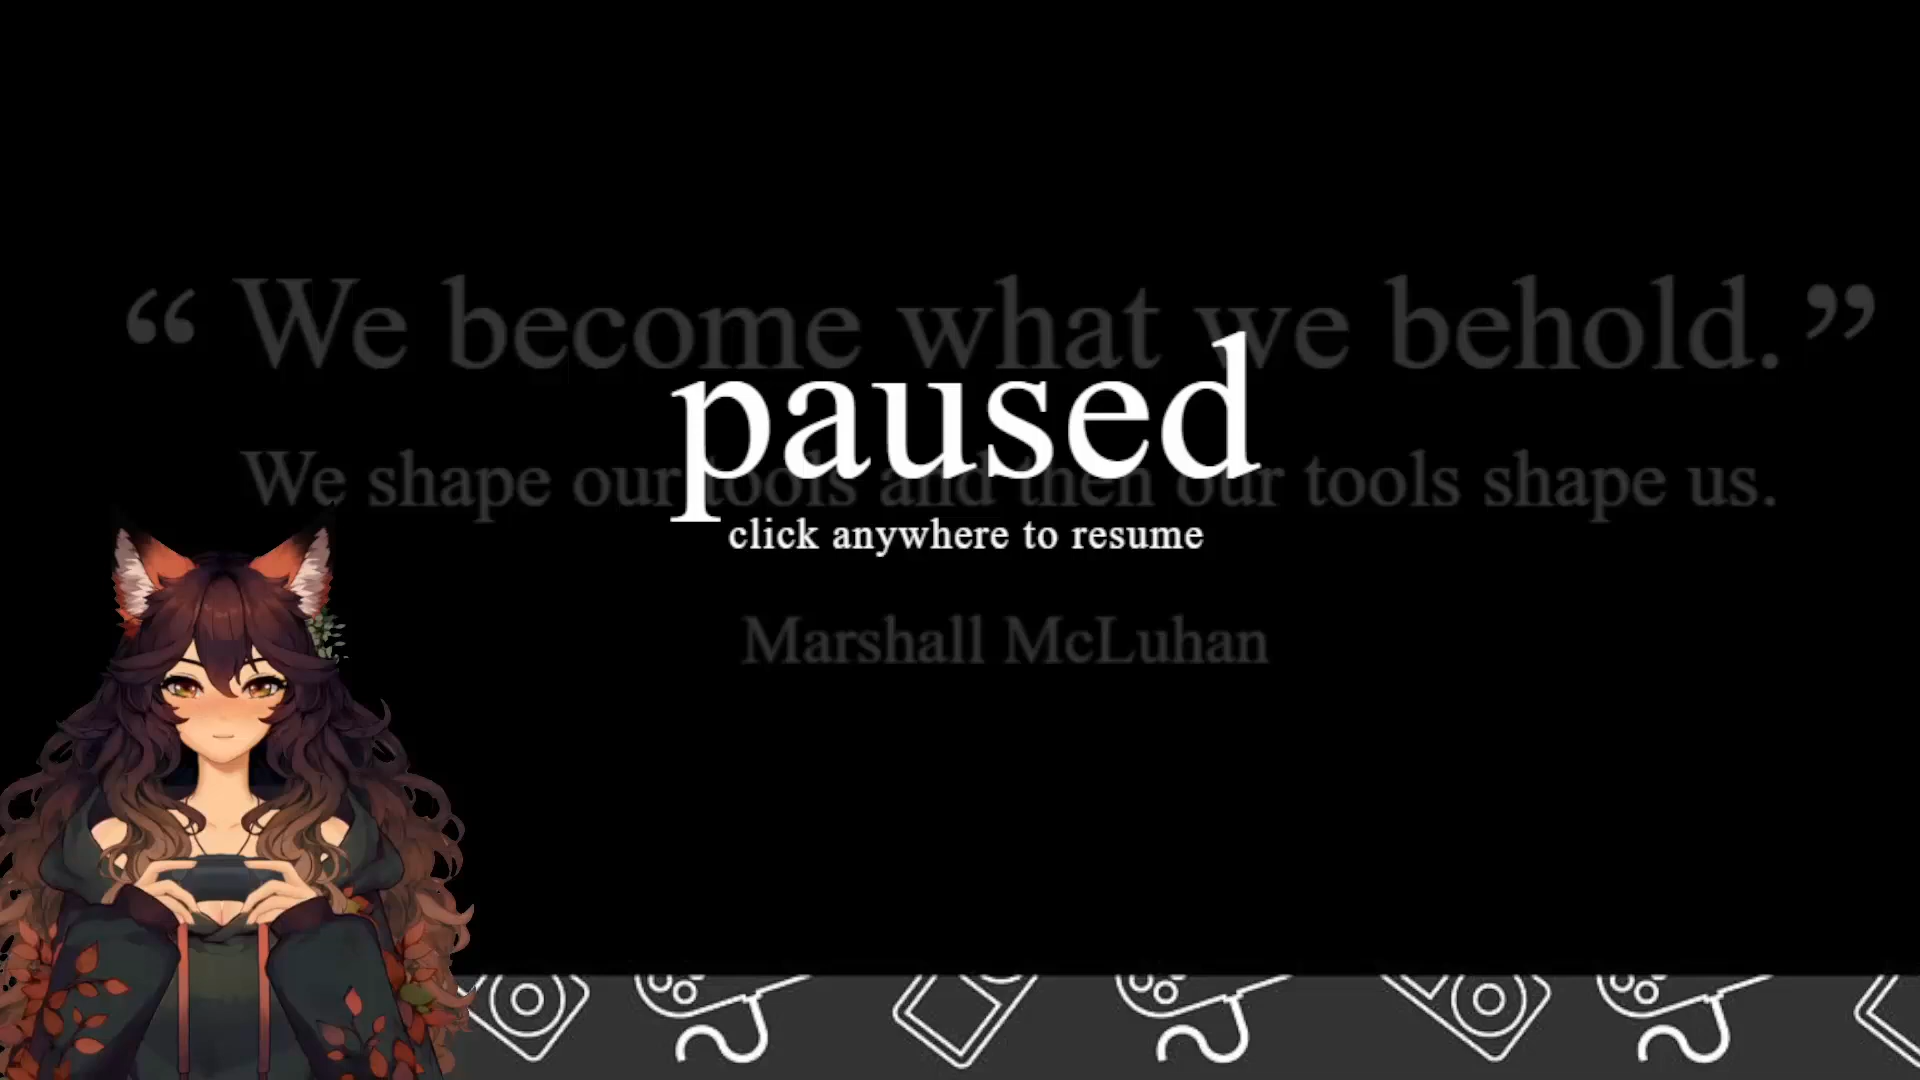 “ We become what we behold. ”
paused
We shape our tools and then our tools shape us.
click anywhere to resume
Marshall McLuhan